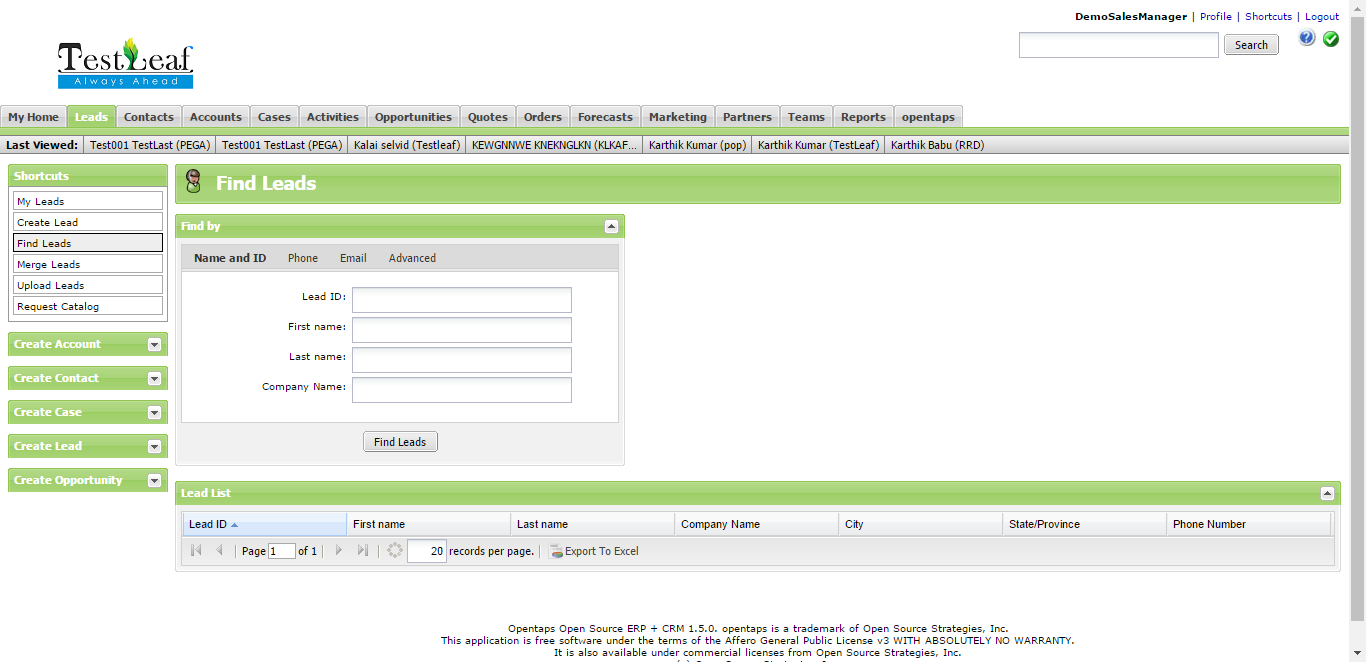 DemoSalesManager | Profile | Shortcuts | Logout
TestLeaf
Always Ahead
Search
My Home Leads Contacts Accounts Cases Activities Opportunities Quotes Orders Forecasts Marketing Partners Teams Reports opentaps
Last Viewed: Test001 TestLast (PEGA) Test001 TestLast (PEGA) Kalai selvid (Testleaf) KEWGNNWE KNEKNGLKN (KLKAF... Karthik Kumar (pop) Karthik Kumar (TestLeaf) Karthik Babu (RRD)
Shortcuts
My Leads
Create Lead
Find Leads
Merge Leads
Upload Leads
Request Catalog
Create Account
Create Contact
Create Case
Create Lead
Create Opportunity
Find Leads
Find by
Name and ID Phone Email Advanced
Lead ID:
First name:
Last name:
Company Name:
Find Leads
Lead List
Lead ID First name Last name Company Name City State/Province Phone Number
Page 1 of 1 | 20 records per page. | Export To Excel
Opentaps Open Source ERP + CRM 1.5.0. opentaps is a trademark of Open Source Strategies, Inc.
This application is free software under the terms of the Affero General Public License v3 WITH ABSOLUTELY NO WARRANTY.
It is also available under commercial licenses from Open Source Strategies, Inc.